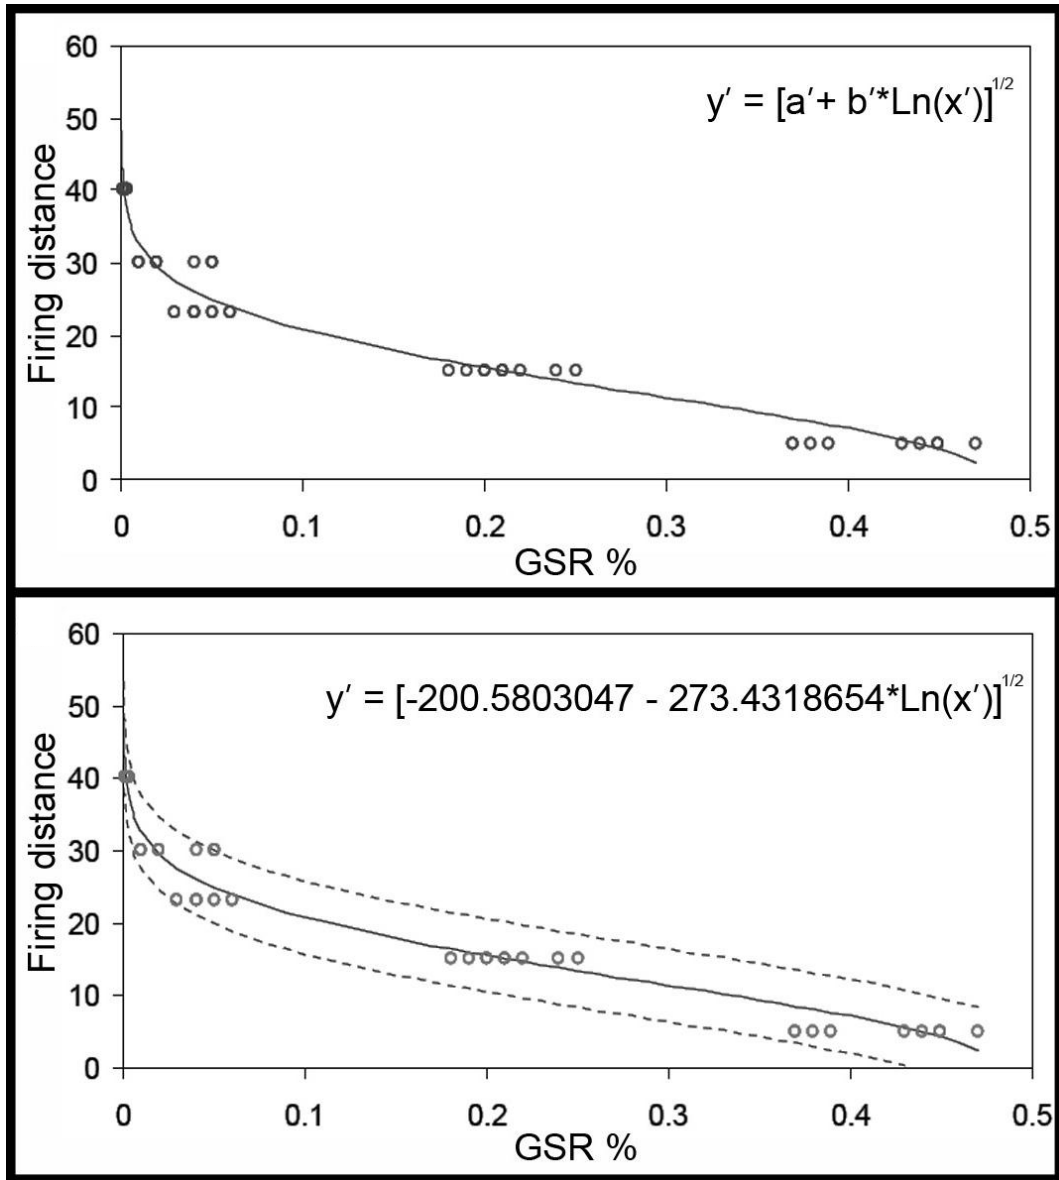 60
y′ = [a′+ b′*Ln(x′)]1/2
50
40
30
20
10
0
Firing distance
0 0.1 0.2 0.3 0.4 0.5
GSR %
60
y′ = [-200.5803047 - 273.4318654*Ln(x′)]1/2
50
40
30
20
10
0
Firing distance
0 0.1 0.2 0.3 0.4 0.5
GSR %